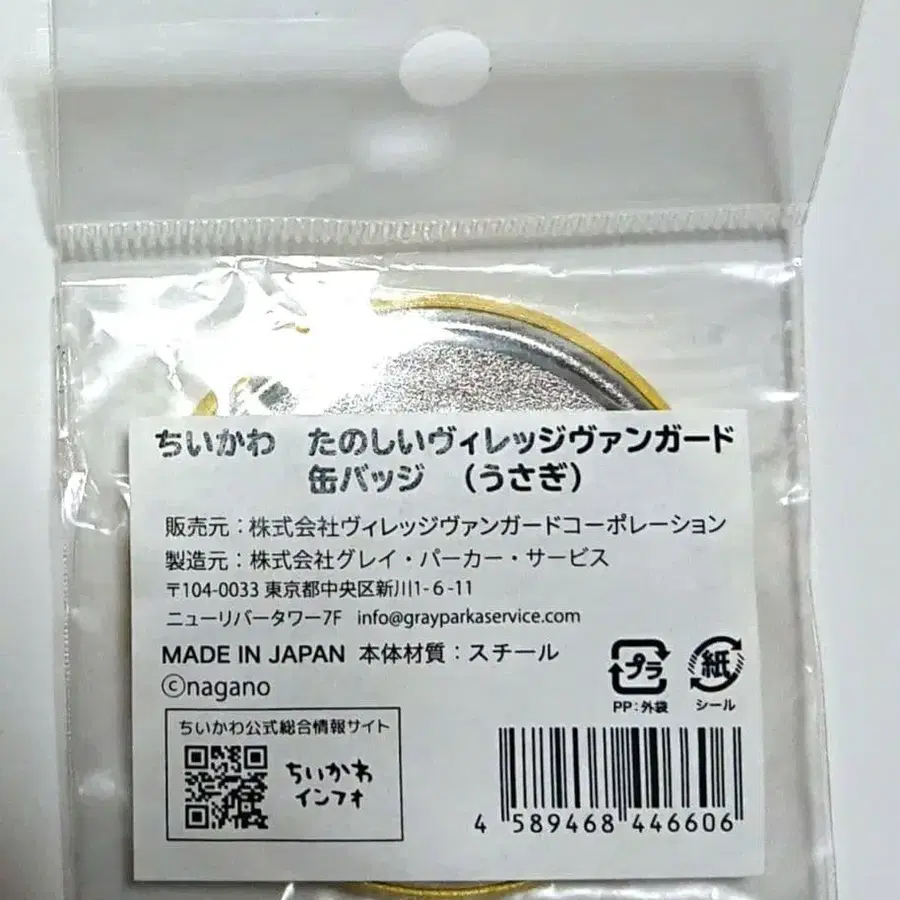 ちいかわ　たのしいヴィレッジヴァンガード
缶バッジ　（うさぎ）
販売元：株式会社ヴィレッジヴァンガードコーポレーション
製造元：株式会社グレイ・パーカー・サービス
〒104-0033 東京都中央区新川1-6-11
ニューリバータワー7F　info@grayparkaservice.com
MADE IN JAPAN　本体材質：スチール
ⓒnagano
プラ
PP：外袋
紙
シール
ちいかわ公式総合情報サイト
ちいかわ
インフォ
4 589468 446606